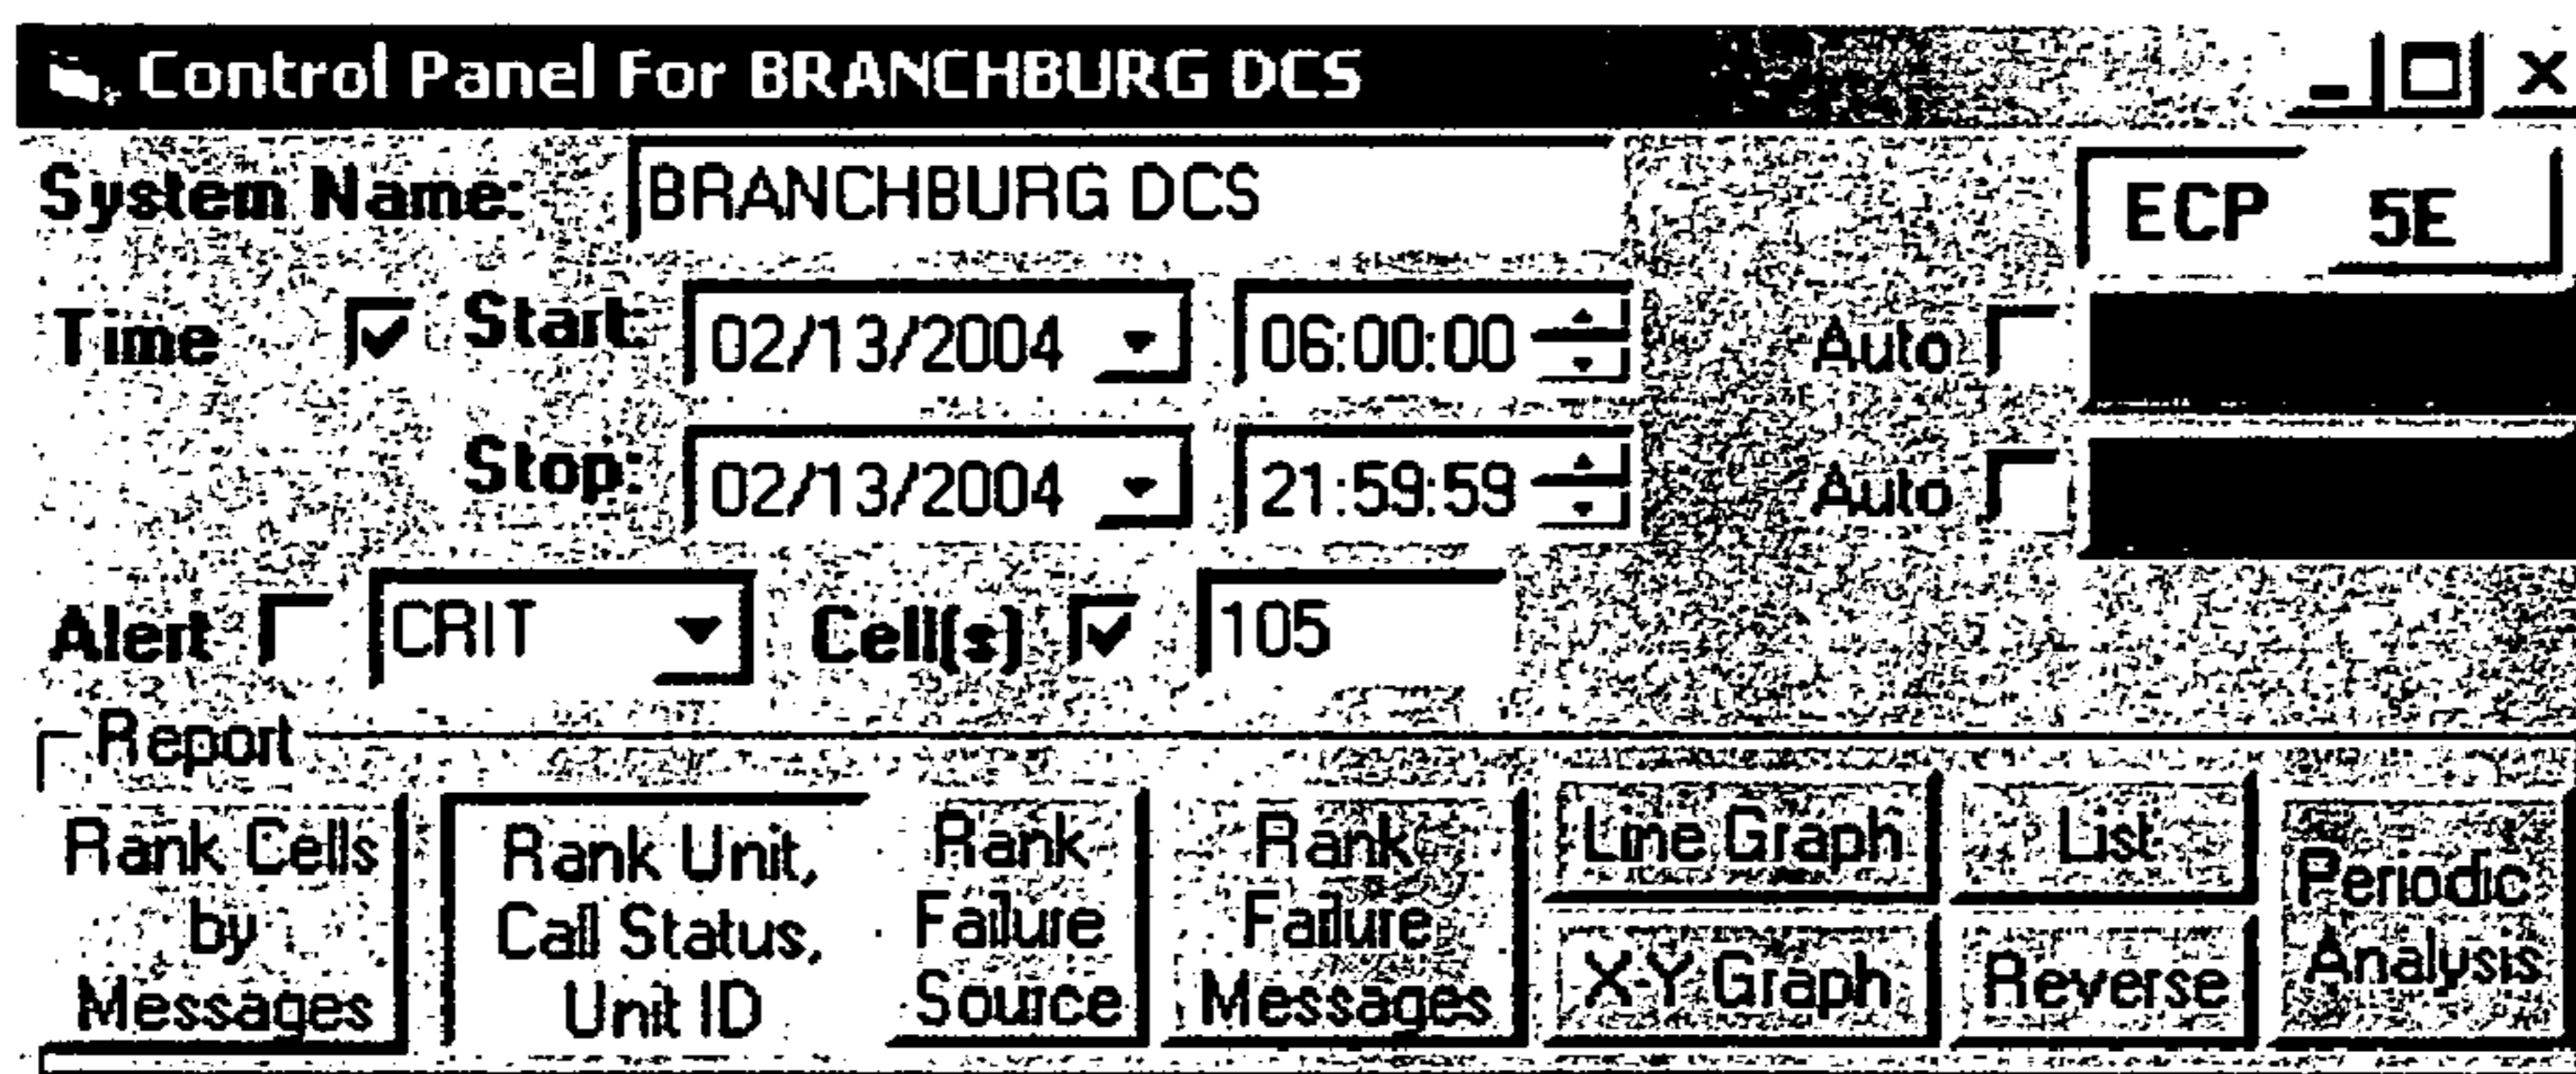 Control Panel For BRANCHBURG DCS
System Name: BRANCHBURG DCS ECP 5E
Time Start: 02/13/2004 06:00:00 Auto
Stop: 02/13/2004 21:59:59 Auto
Alert CRIT Cell(s) 105
Report
Rank Cells
by
Messages
Rank Unit,
Call Status,
Unit ID
Rank
Failure
Source
Rank
Failure
Messages
Line Graph
X-Y Graph
List
Reverse
Periodic
Analysis